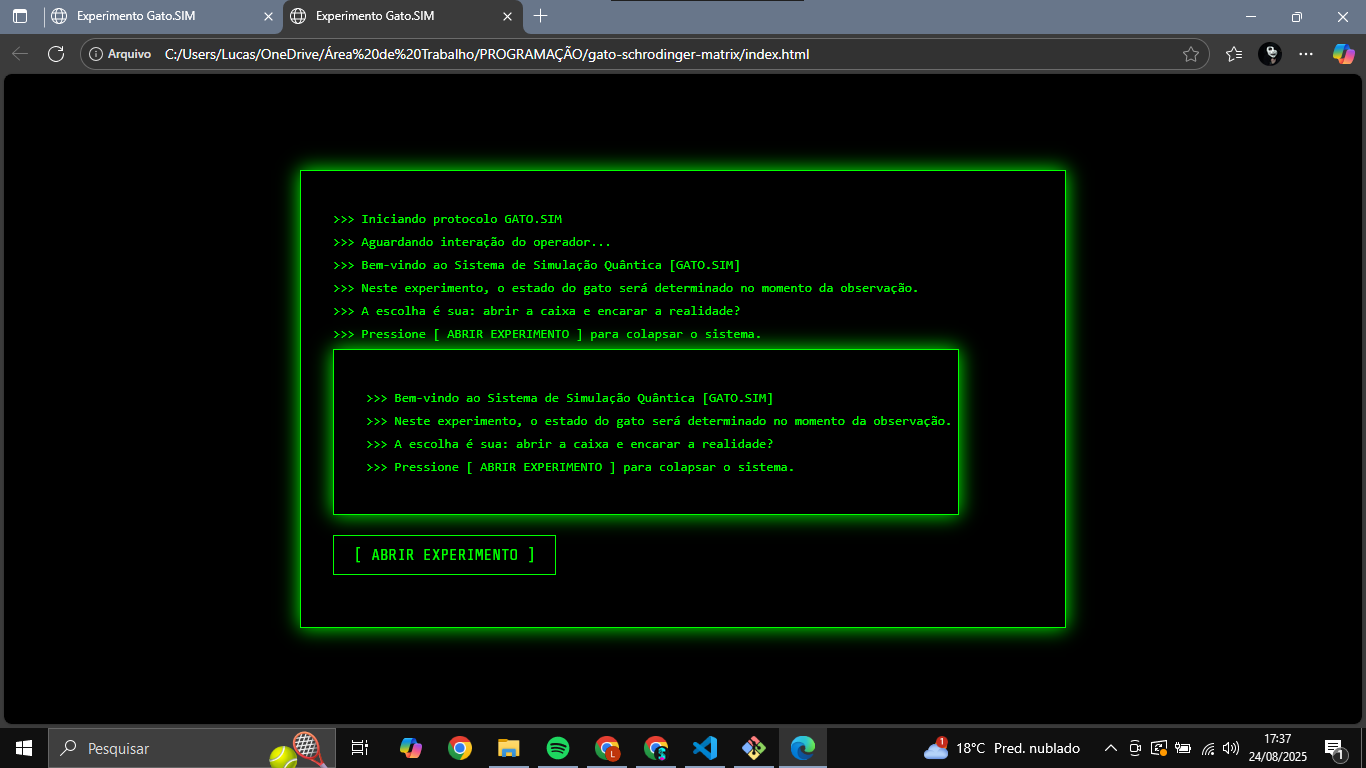 Experimento Gato.SIM
Experimento Gato.SIM
Arquivo C:/Users/Lucas/OneDrive/Área%20de%20Trabalho/PROGRAMAÇÃO/gato-schrodinger-matrix/index.html
>>> Iniciando protocolo GATO.SIM
>>> Aguardando interação do operador...
>>> Bem-vindo ao Sistema de Simulação Quântica [GATO.SIM]
>>> Neste experimento, o estado do gato será determinado no momento da observação.
>>> A escolha é sua: abrir a caixa e encarar a realidade?
>>> Pressione [ ABRIR EXPERIMENTO ] para colapsar o sistema.
>>> Bem-vindo ao Sistema de Simulação Quântica [GATO.SIM]
>>> Neste experimento, o estado do gato será determinado no momento da observação.
>>> A escolha é sua: abrir a caixa e encarar a realidade?
>>> Pressione [ ABRIR EXPERIMENTO ] para colapsar o sistema.
[ ABRIR EXPERIMENTO ]
Pesquisar
L
S
1
18°C Pred. nublado
17:37
24/08/2025
1